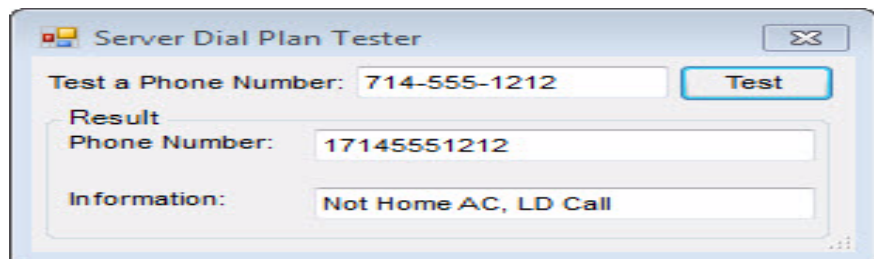 Server Dial Plan Tester
Test a Phone Number: 714-555-1212 Test
Result
Phone Number: 17145551212
Information: Not Home AC, LD Call